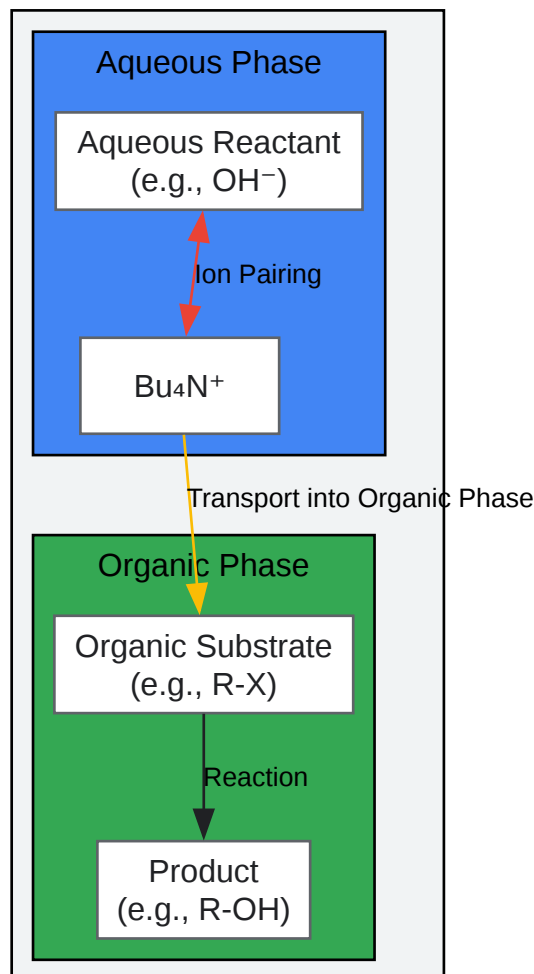 Aqueous Phase
Aqueous Reactant
(e.g., OH⁻)
Ion Pairing
Bu₄N⁺
Transport into Organic Phase
Organic Phase
Organic Substrate
(e.g., R-X)
Reaction
Product
(e.g., R-OH)